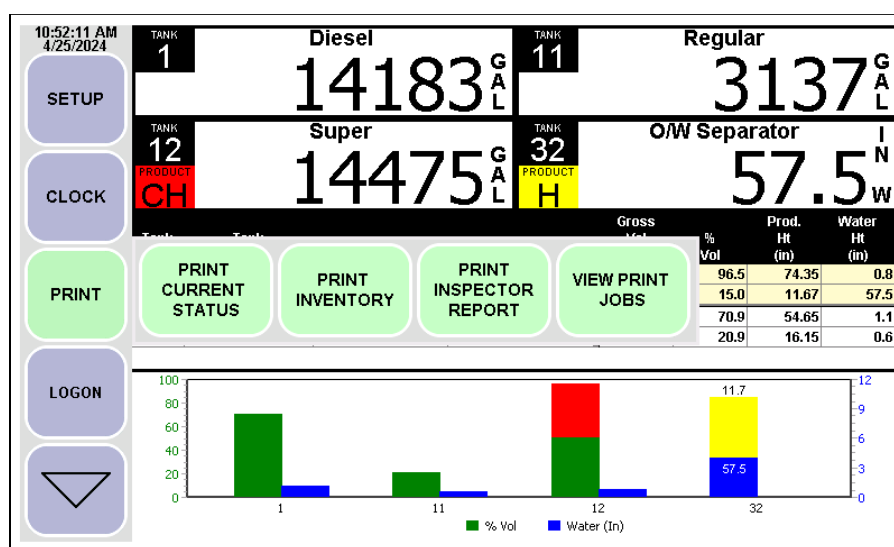 10:52:11 AM
4/25/2024
SETUP
CLOCK
PRINT
LOGON
TANK
1
Diesel
14183
GAL
TANK
11
Regular
3137
GAL
TANK
12
PRODUCT
CH
Super
14475
GAL
TANK
32
PRODUCT
H
O/W Separator
57.5
IN W
Gross
%
Vol
Prod.
Ht
(in)
Water
Ht
(in)
96.5 74.35 0.8
15.0 11.67 57.5
70.9 54.65 1.1
20.9 16.15 0.6
PRINT
CURRENT
STATUS
PRINT
INVENTORY
PRINT
INSPECTOR
REPORT
VIEW PRINT
JOBS
100
80
60
40
20
0
11.7
57.5
12
9
6
3
0
1 11 12 32
% Vol Water (In)